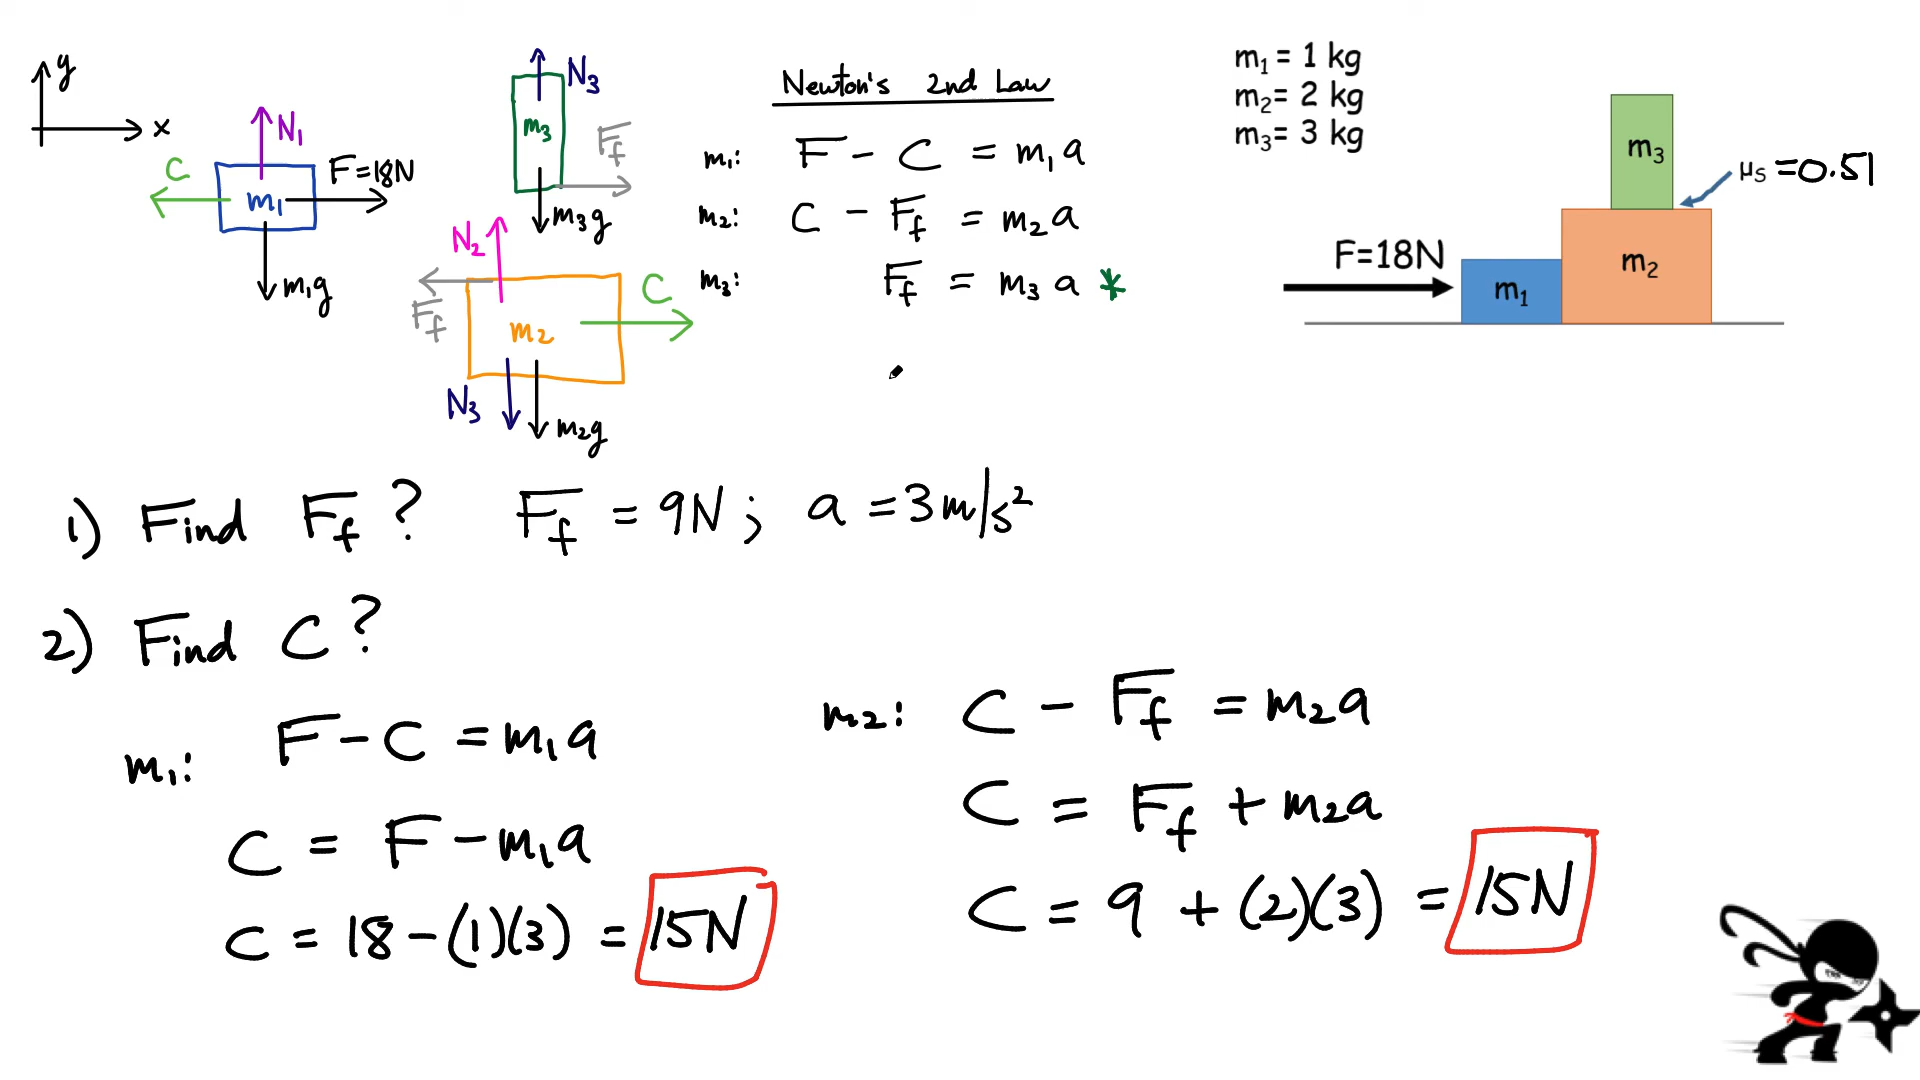 y
x
N₁
C
F=18N
m₁
m₁g
N₃
m₃
F_f
m₃g
N₂
F_f
m₂
C
N₃
m₂g
Newton's 2nd Law
m₁: F - C = m₁a
m₂: C - F_f = m₂a
m₃: F_f = m₃a *
m₁ = 1 kg
m₂= 2 kg
m₃= 3 kg
m₃
μs =0.51
F=18N
m₁
m₂
1) Find F_f ? F_f = 9N ; a = 3m/s²
2) Find C ?
m₁: F - C = m₁a
C = F - m₁a
C = 18 - (1)(3) = 15N
m₂: C - F_f = m₂a
C = F_f + m₂a
C = 9 + (2)(3) = 15N